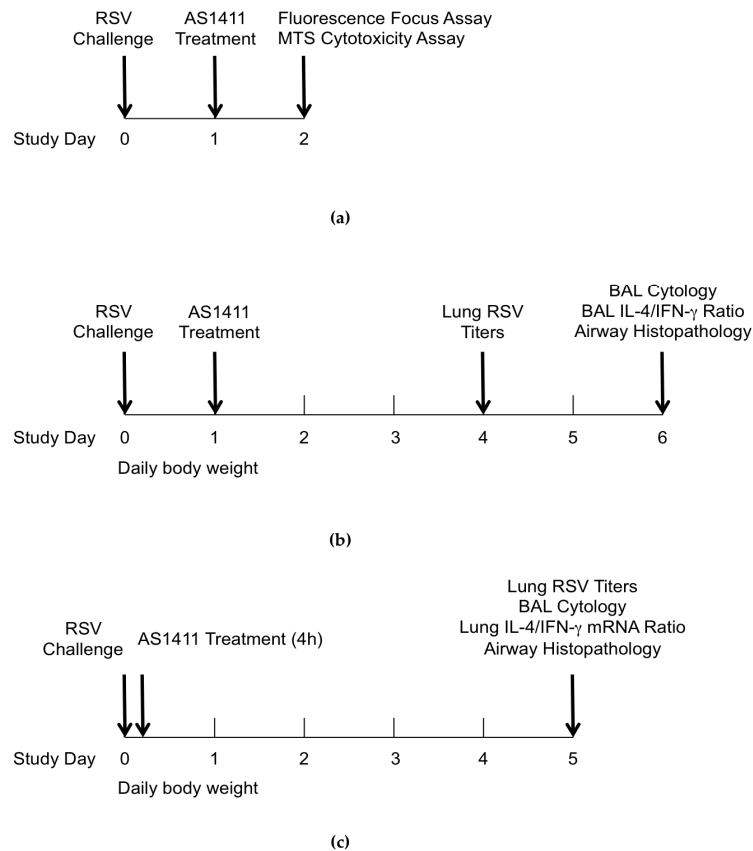 RSV
Challenge
AS1411
Treatment
Fluorescence Focus Assay
MTS Cytotoxicity Assay
Study Day 0 1 2
(a)
RSV
Challenge
AS1411
Treatment
Lung RSV
Titers
BAL Cytology
BAL IL-4/IFN-γ Ratio
Airway Histopathology
Study Day 0 1 2 3 4 5 6
Daily body weight
(b)
RSV
Challenge
AS1411 Treatment (4h)
Lung RSV Titers
BAL Cytology
Lung IL-4/IFN-γ mRNA Ratio
Airway Histopathology
Study Day 0 1 2 3 4 5
Daily body weight
(c)